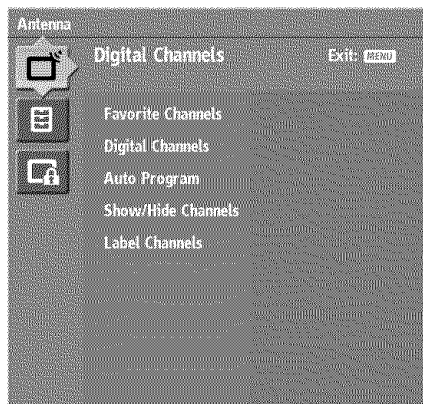 Antenna
Digital Channels Exit: MENU
Favorite Channels
Digital Channels
Auto Program
Show/Hide Channels
Label Channels